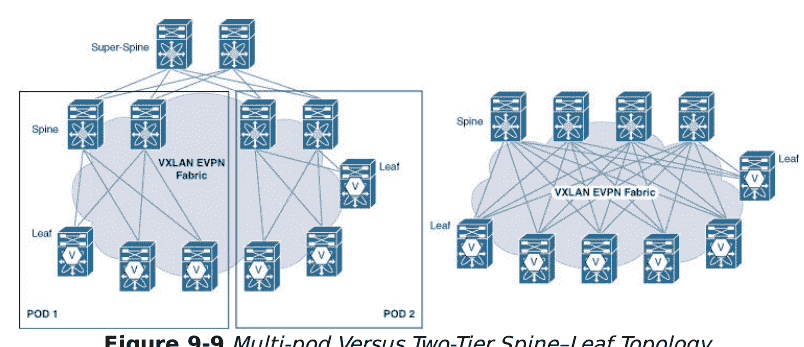 Super-Spine
Spine
VXLAN EVPN
Fabric
Leaf
Leaf
V
V
V
V
V
V
POD 1
POD 2
Spine
Leaf
VXLAN EVPN Fabric
Leaf
V
V
V
V
V
V
Figure 9-9 Multi-pod Versus Two-Tier Spine–Leaf Topology